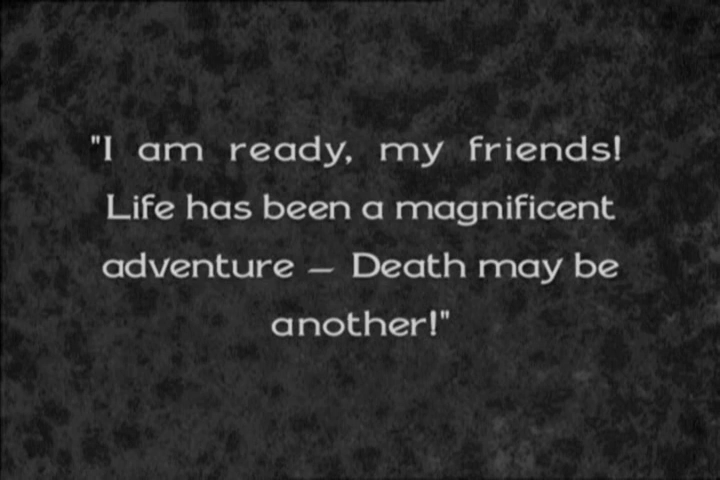 "I am ready, my friends!
Life has been a magnificent
adventure — Death may be
another!"